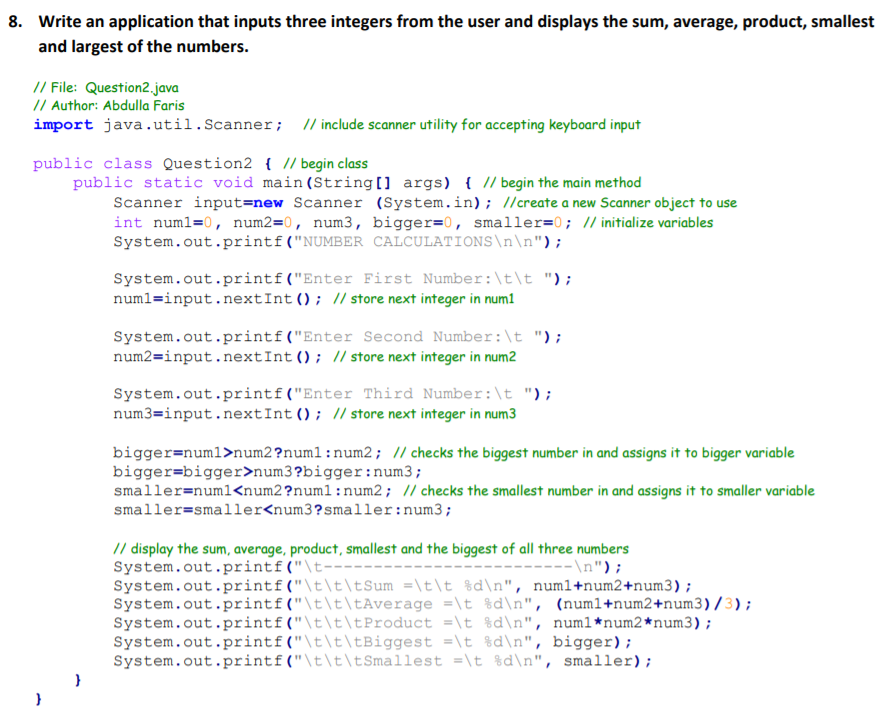 8. Write an application that inputs three integers from the user and displays the sum, average, product, smallest
and largest of the numbers.
// File: Question2.java
// Author: Abdulla Faris
import java.util.Scanner; // include scanner utility for accepting keyboard input
public class Question2 { // begin class
public static void main(String[] args) { // begin the main method
Scanner input=new Scanner (System.in); //create a new Scanner object to use
int num1=0, num2=0, num3, bigger=0, smaller=0; // initialize variables
System.out.printf("NUMBER CALCULATIONS\n\n");
System.out.printf("Enter First Number:\t\t ");
num1=input.nextInt(); // store next integer in num1
System.out.printf("Enter Second Number:\t ");
num2=input.nextInt(); // store next integer in num2
System.out.printf("Enter Third Number:\t ");
num3=input.nextInt(); // store next integer in num3
bigger=num1>num2?num1:num2; // checks the biggest number in and assigns it to bigger variable
bigger=bigger>num3?bigger:num3;
smaller=num1<num2?num1:num2; // checks the smallest number in and assigns it to smaller variable
smaller=smaller<num3?smaller:num3;
// display the sum, average, product, smallest and the biggest of all three numbers
System.out.printf("\t-------------------------\n");
System.out.printf("\t\t\tSum =\t\t %d\n", num1+num2+num3);
System.out.printf("\t\t\tAverage =\t %d\n", (num1+num2+num3)/3);
System.out.printf("\t\t\tProduct =\t %d\n", num1*num2*num3);
System.out.printf("\t\t\tBiggest =\t %d\n", bigger);
System.out.printf("\t\t\tSmallest =\t %d\n", smaller);
}
}